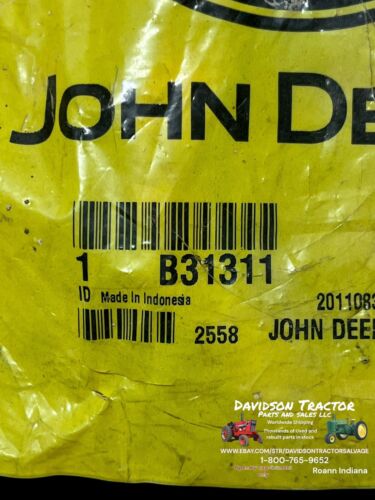 JOHN DE
1 B31311
ID Made In Indonesia
2011083
2558 JOHN DEER
DAVIDSON TRACTOR
PARTS AND SALES LLC
Worldwide Shipping
Thousands of Used and
rebuilt parts in stock
WWW.EBAY.COM/STR/DAVIDSONTRACTORSALVAGE
1-800-765-9652
Roann Indiana